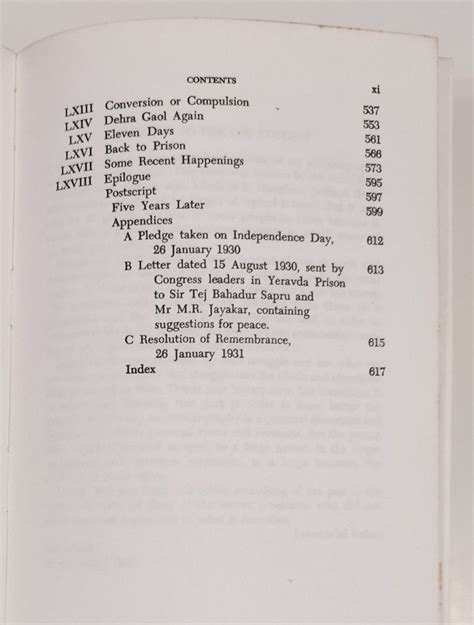 CONTENTS
xi
LXIII Conversion or Compulsion 537
LXIV Dehra Gaol Again 553
LXV Eleven Days 561
LXVI Back to Prison 566
LXVII Some Recent Happenings 573
LXVIII Epilogue 595
Postscript 597
Five Years Later 599
Appendices
A Pledge taken on Independence Day, 612
26 January 1930
B Letter dated 15 August 1930, sent by 613
Congress leaders in Yeravda Prison
to Sir Tej Bahadur Sapru and
Mr M.R. Jayakar, containing
suggestions for peace.
C Resolution of Remembrance, 615
26 January 1931
Index 617